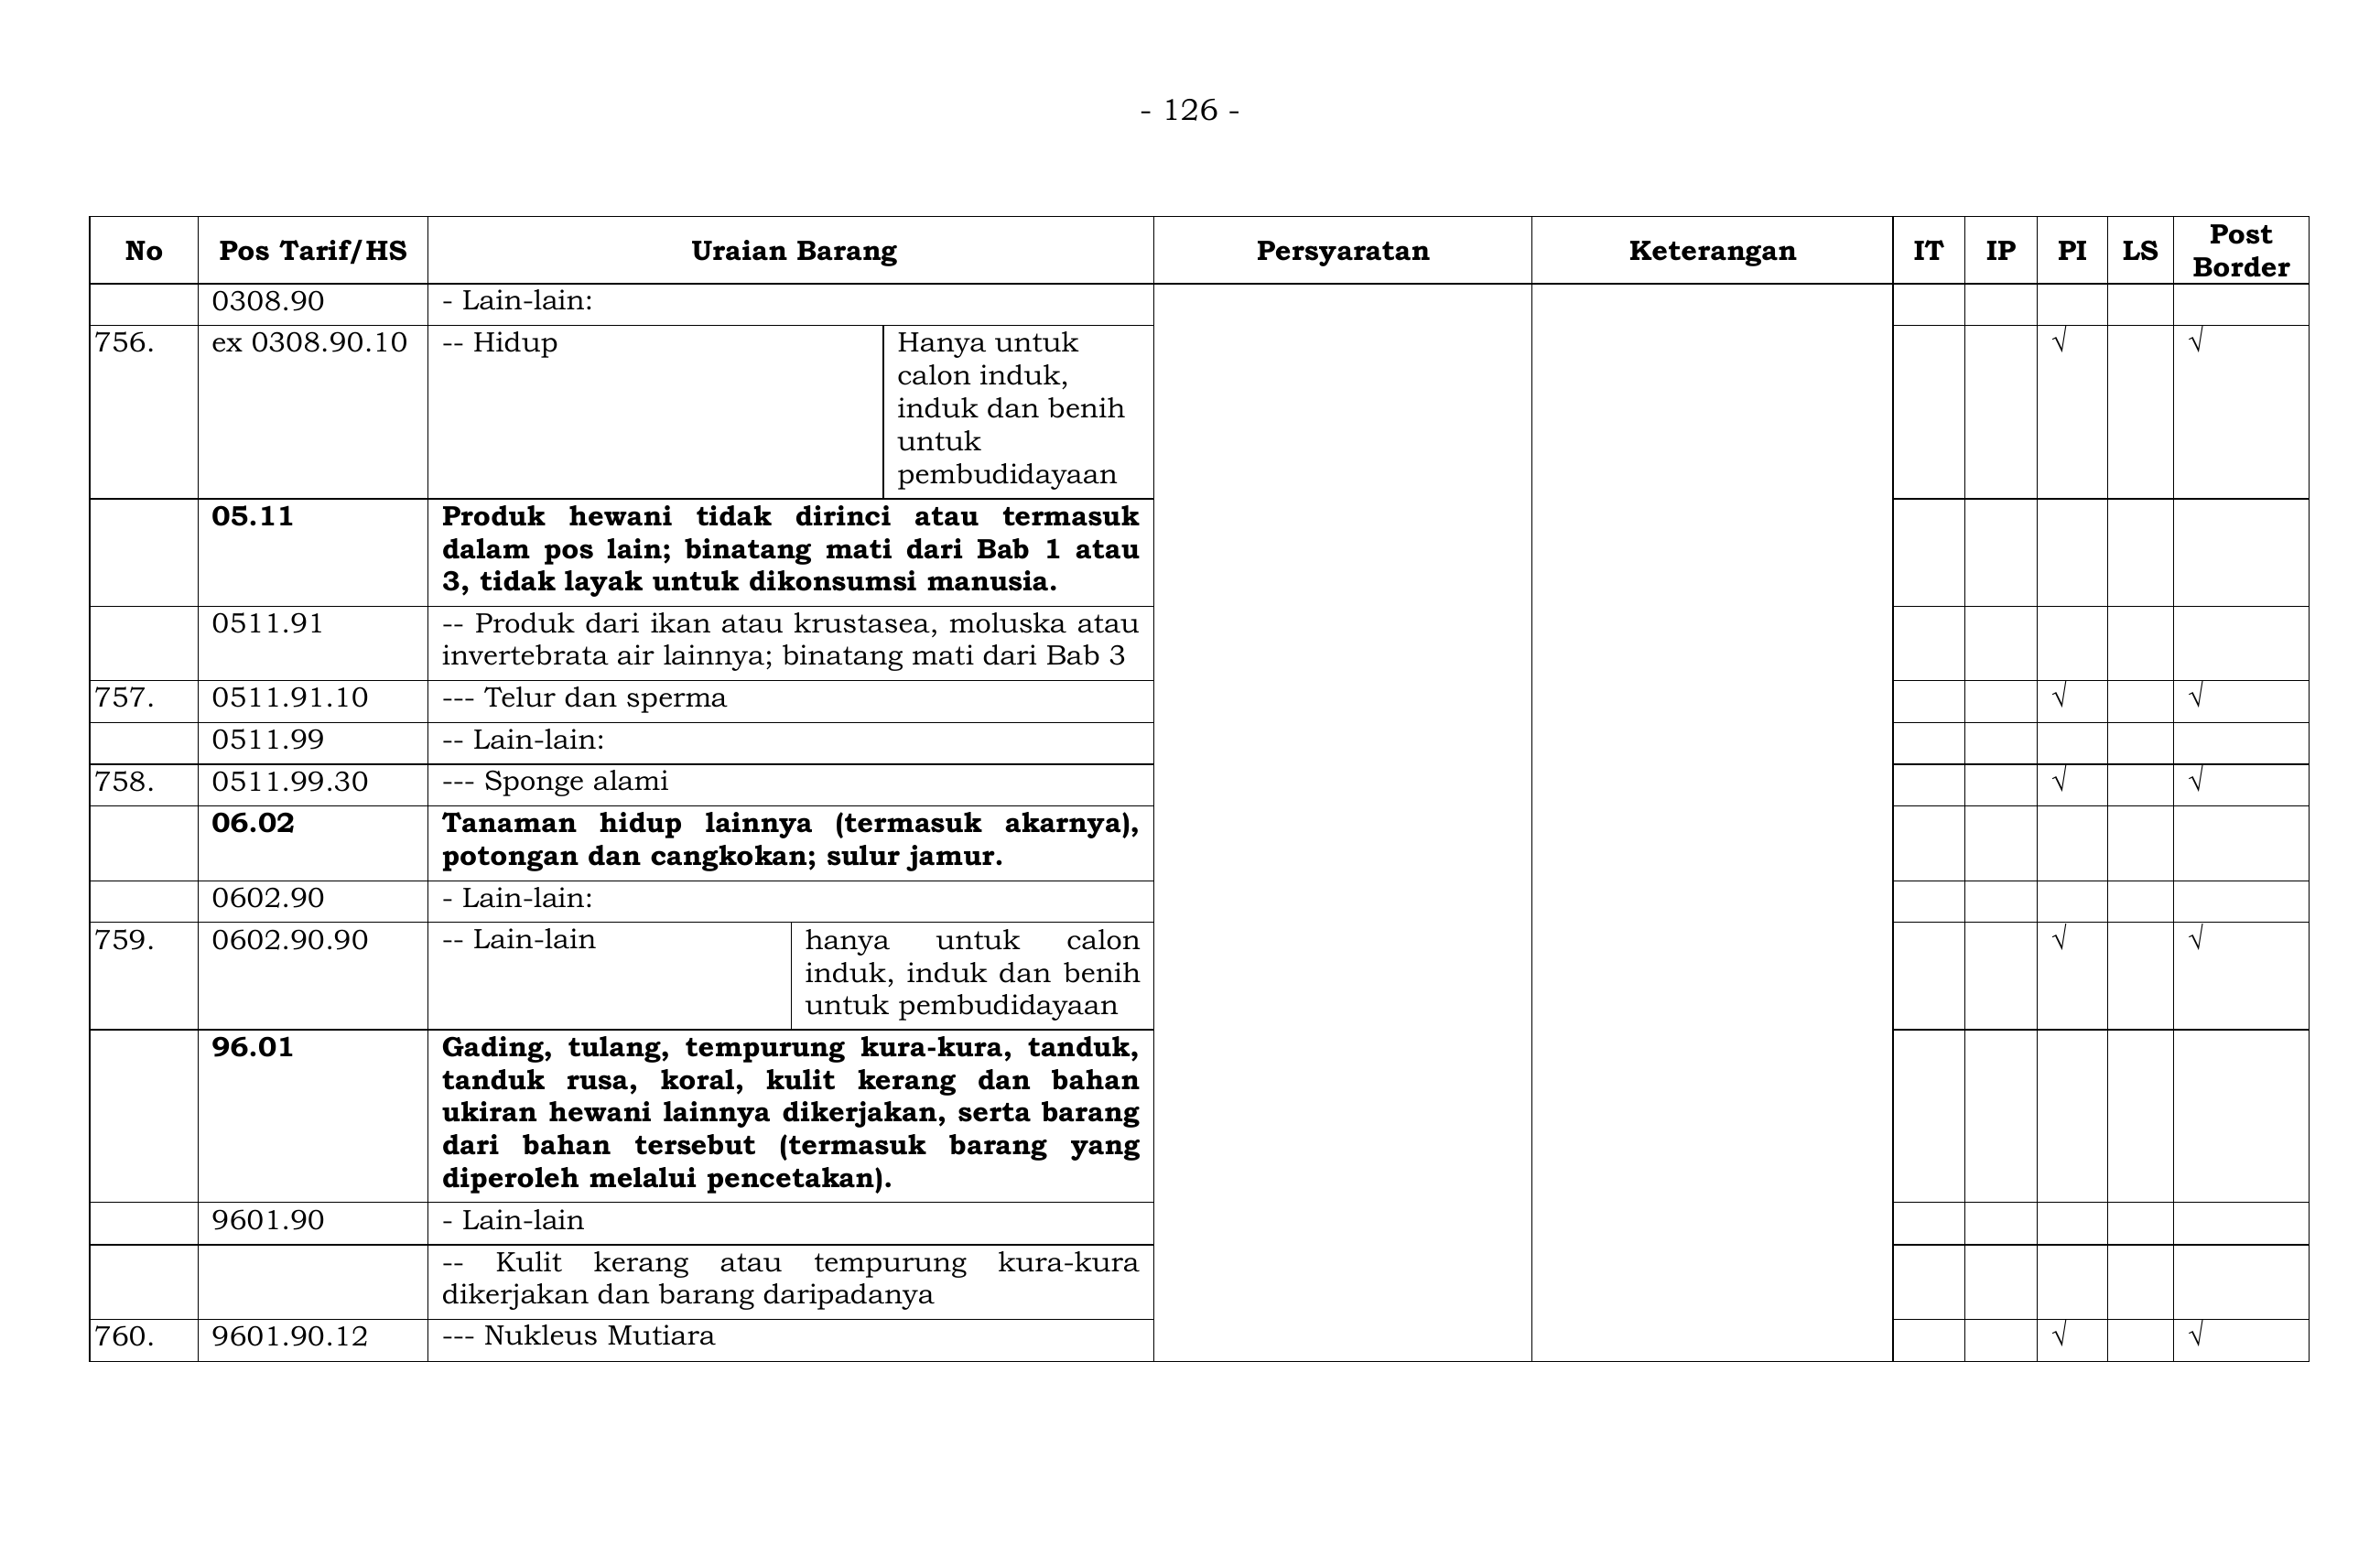 - 126 -
No Pos Tarif/HS Uraian Barang Persyaratan Keterangan IT IP PI LS Post Border
0308.90 - Lain-lain:
756. ex 0308.90.10 -- Hidup Hanya untuk √ √
calon induk,
induk dan benih
untuk
pembudidayaan
05.11 Produk hewani tidak dirinci atau termasuk
dalam pos lain; binatang mati dari Bab 1 atau
3, tidak layak untuk dikonsumsi manusia.
0511.91 -- Produk dari ikan atau krustasea, moluska atau
invertebrata air lainnya; binatang mati dari Bab 3
757. 0511.91.10 --- Telur dan sperma √ √
0511.99 -- Lain-lain:
758. 0511.99.30 --- Sponge alami √ √
06.02 Tanaman hidup lainnya (termasuk akarnya),
potongan dan cangkokan; sulur jamur.
0602.90 - Lain-lain:
759. 0602.90.90 -- Lain-lain hanya untuk calon √ √
induk, induk dan benih
untuk pembudidayaan
96.01 Gading, tulang, tempurung kura-kura, tanduk,
tanduk rusa, koral, kulit kerang dan bahan
ukiran hewani lainnya dikerjakan, serta barang
dari bahan tersebut (termasuk barang yang
diperoleh melalui pencetakan).
9601.90 - Lain-lain
-- Kulit kerang atau tempurung kura-kura
dikerjakan dan barang daripadanya
760. 9601.90.12 --- Nukleus Mutiara √ √